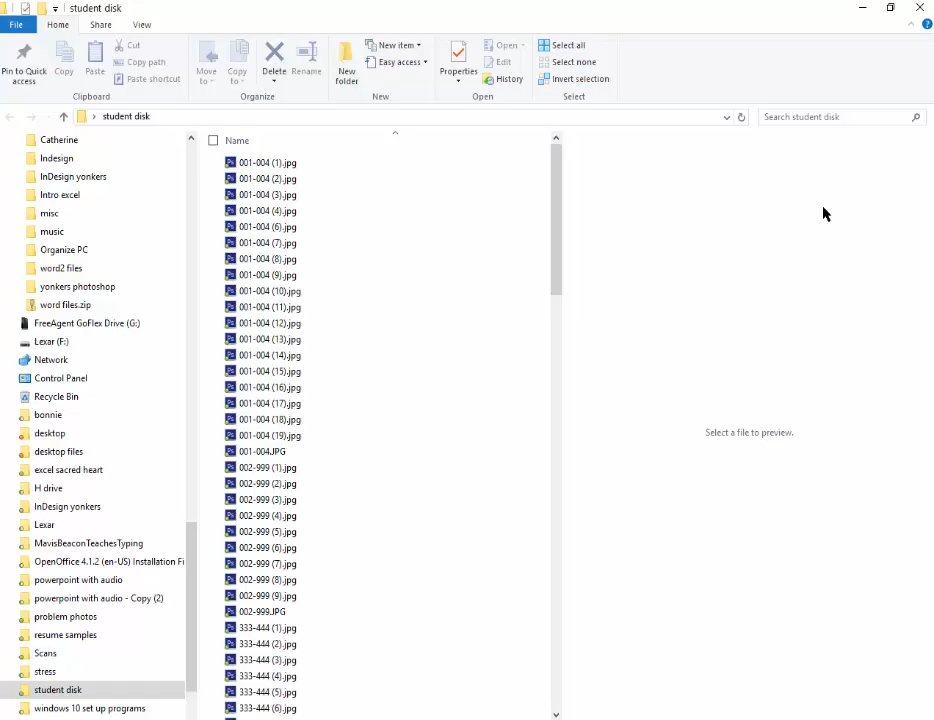 student disk
File
Home
Share
View
Pin to Quick access
Copy
Paste
Cut
Copy path
Paste shortcut
Clipboard
Move to
Copy to
Delete
Rename
Organize
New folder
New item
Easy access
New
Properties
Open
Edit
History
Open
Select all
Select none
Invert selection
Select
student disk
Search student disk
Catherine
Indesign
InDesign yonkers
Intro excel
misc
music
Organize PC
word2 files
yonkers photoshop
word files.zip
FreeAgent GoFlex Drive (G:)
Lexar (F:)
Network
Control Panel
Recycle Bin
bonnie
desktop
desktop files
excel sacred heart
H drive
InDesign yonkers
Lexar
MavisBeaconTeachesTyping
OpenOffice 4.1.2 (en-US) Installation Fi
powerpoint with audio
powerpoint with audio - Copy (2)
problem photos
resume samples
Scans
stress
student disk
windows 10 set up programs
Name
001-004 (1).jpg
001-004 (2).jpg
001-004 (3).jpg
001-004 (4).jpg
001-004 (6).jpg
001-004 (7).jpg
001-004 (8).jpg
001-004 (9).jpg
001-004 (10).jpg
001-004 (11).jpg
001-004 (12).jpg
001-004 (13).jpg
001-004 (14).jpg
001-004 (15).jpg
001-004 (16).jpg
001-004 (17).jpg
001-004 (18).jpg
001-004 (19).jpg
001-004.JPG
002-999 (1).jpg
002-999 (2).jpg
002-999 (3).jpg
002-999 (4).jpg
002-999 (5).jpg
002-999 (6).jpg
002-999 (7).jpg
002-999 (8).jpg
002-999 (9).jpg
002-999.JPG
333-444 (1).jpg
333-444 (2).jpg
333-444 (3).jpg
333-444 (4).jpg
333-444 (5).jpg
333-444 (6).jpg
Select a file to preview.